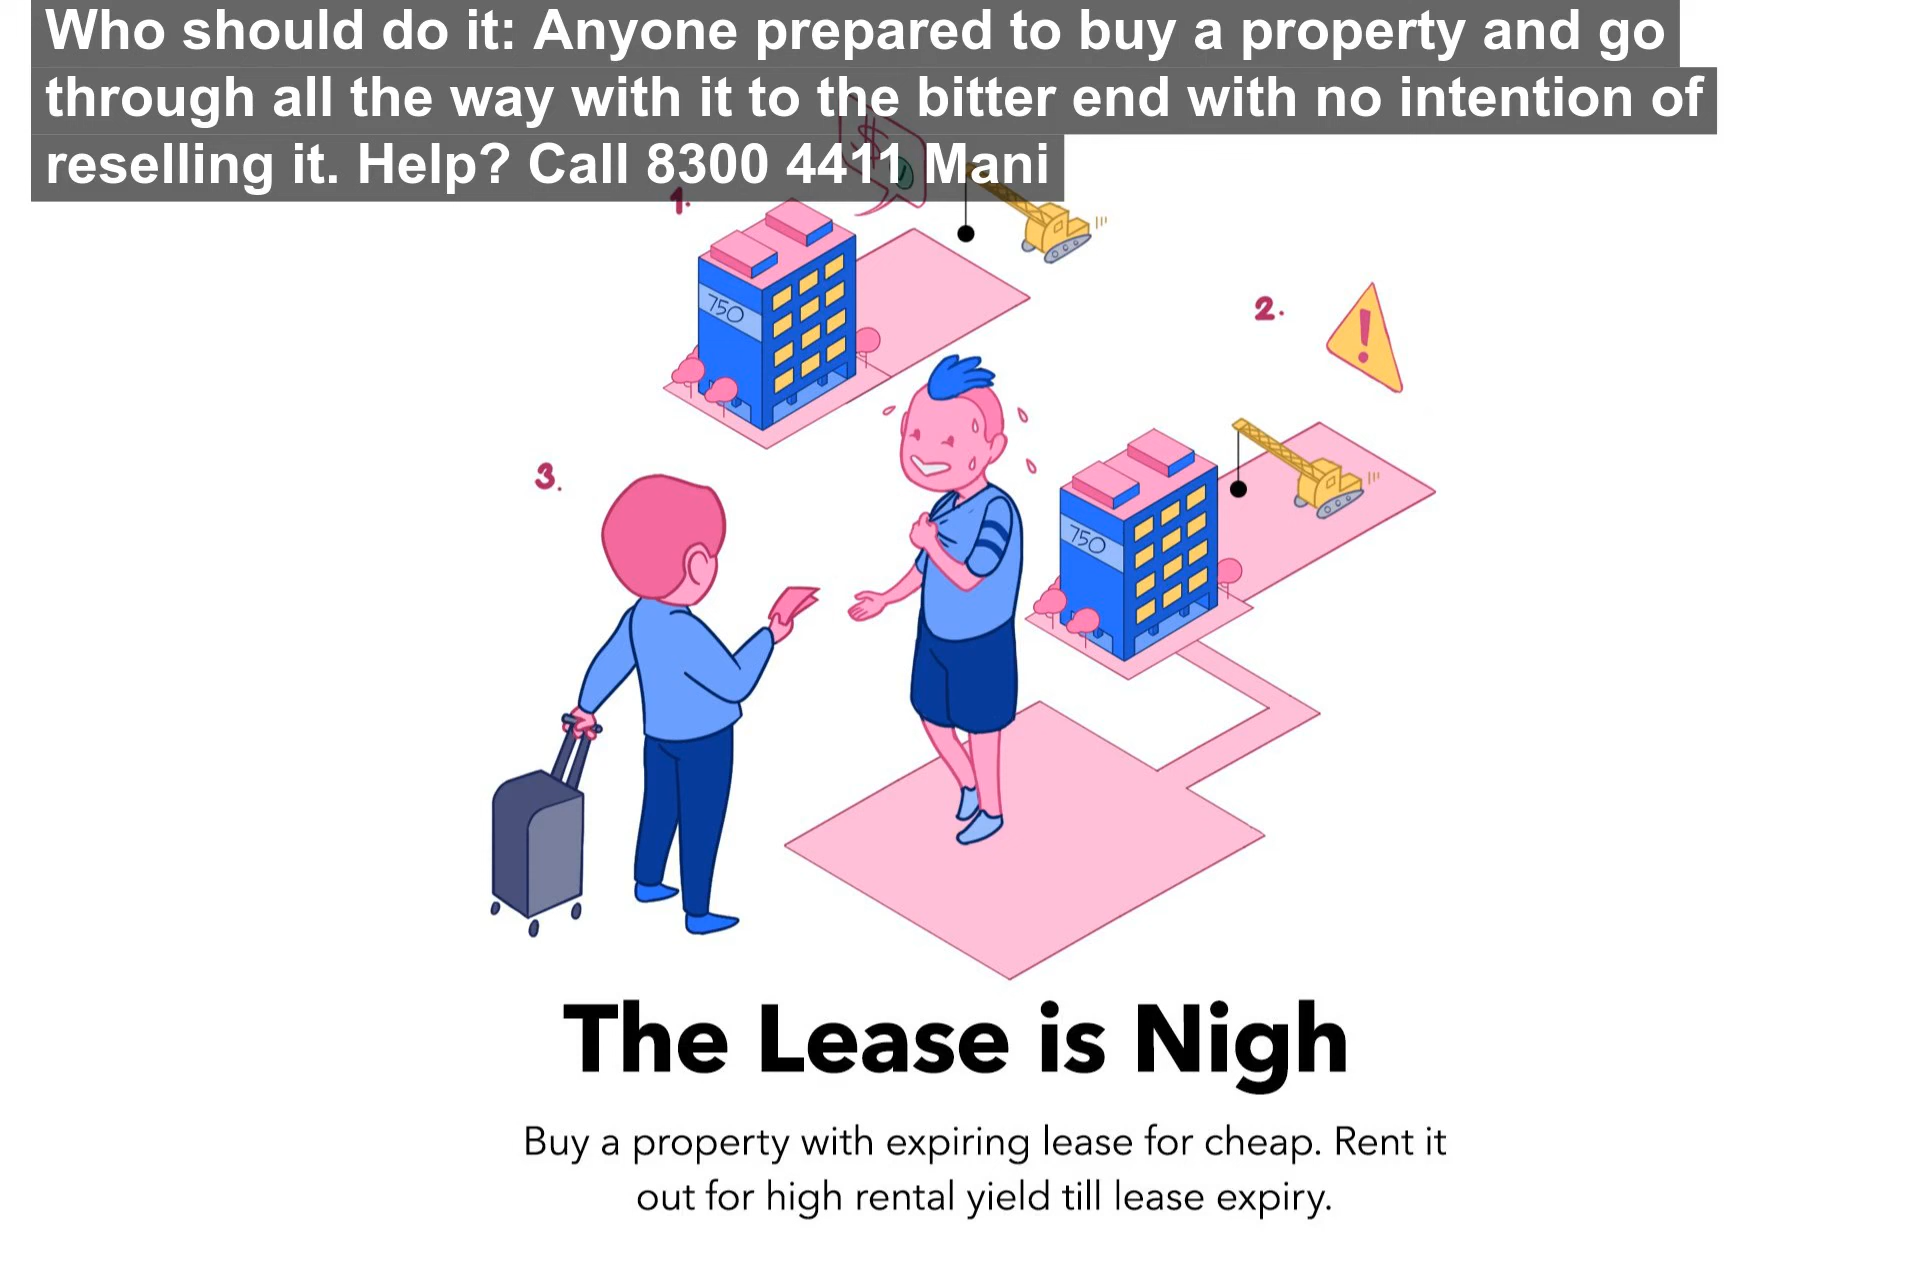 Who should do it: Anyone prepared to buy a property and go
through all the way with it to the bitter end with no intention of
reselling it. Help? Call 8300 4411 Mani
$
1.
750
2.
!
750
3.
The Lease is Nigh
Buy a property with expiring lease for cheap. Rent it
out for high rental yield till lease expiry.